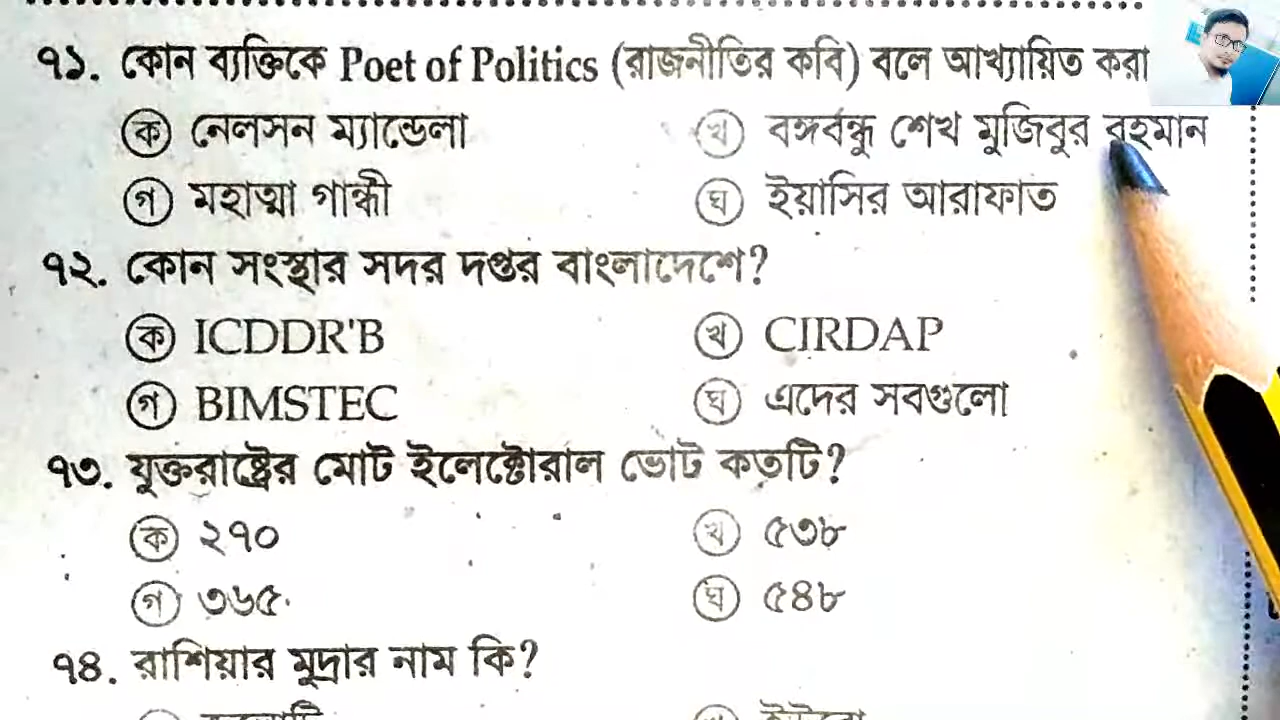 ৭১. কোন ব্যক্তিকে Poet of Politics (রাজনীতির কবি) বলে আখ্যায়িত করা
ক নেলসন ম্যান্ডেলা খ বঙ্গবন্ধু শেখ মুজিবুর রহমান
গ মহাত্মা গান্ধী ঘ ইয়াসির আরাফাত
৭২. কোন সংস্থার সদর দপ্তর বাংলাদেশে?
ক ICDDR'B খ CIRDAP
গ BIMSTEC ঘ এদের সবগুলো
৭৩. যুক্তরাষ্ট্রের মোট ইলেক্টোরাল ভোট কতটি?
ক ২৭০ খ ৫৩৮
গ ৩৬৫ ঘ ৫৪৮
৭৪. রাশিয়ার মুদ্রার নাম কি?